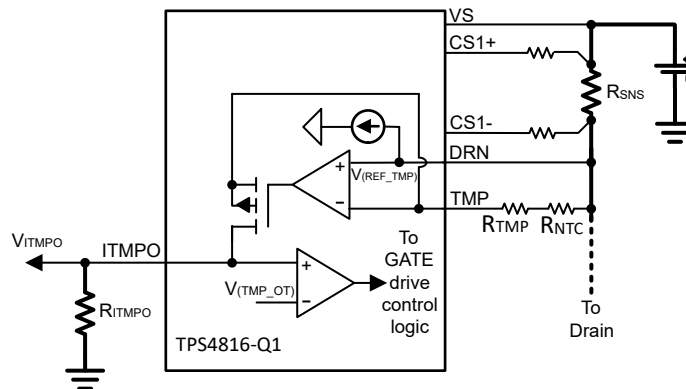 VS
CS1+
RSNS
CS1-
DRN
+
V(REF_TMP)
TMP
-
RTMP
RNTC
VITMPO
ITMPO
To
GATE
drive
control
logic
+
V(TMP_OT)
-
RITMPO
To
Drain
TPS4816-Q1